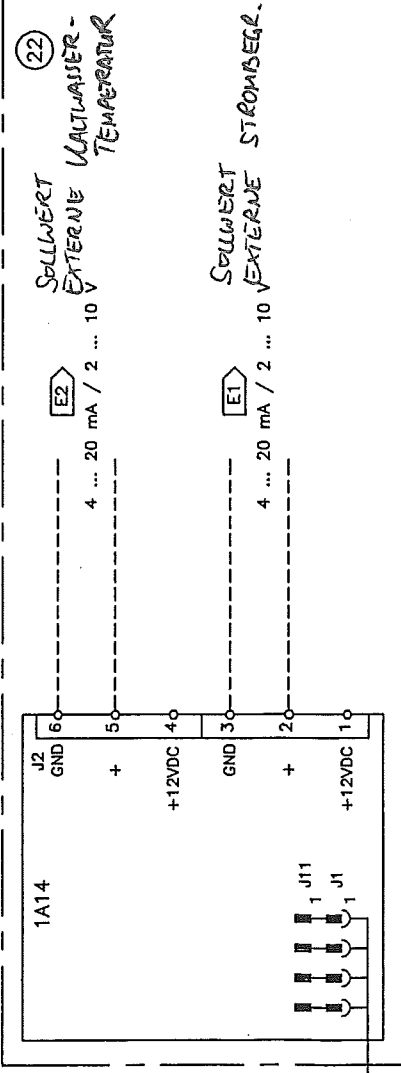 22
SOLLWERT
EXTERNE KALTWASSER-
TEMPERATUR
E2
4 ... 20 mA / 2 ... 10 V
SOLLWERT
EXTERNE STROMBEGR.
E1
4 ... 20 mA / 2 ... 10 V
1A14
J2
GND 6
+ 5
+12VDC 4
GND 3
+ 2
+12VDC 1
J11
1
J1
1